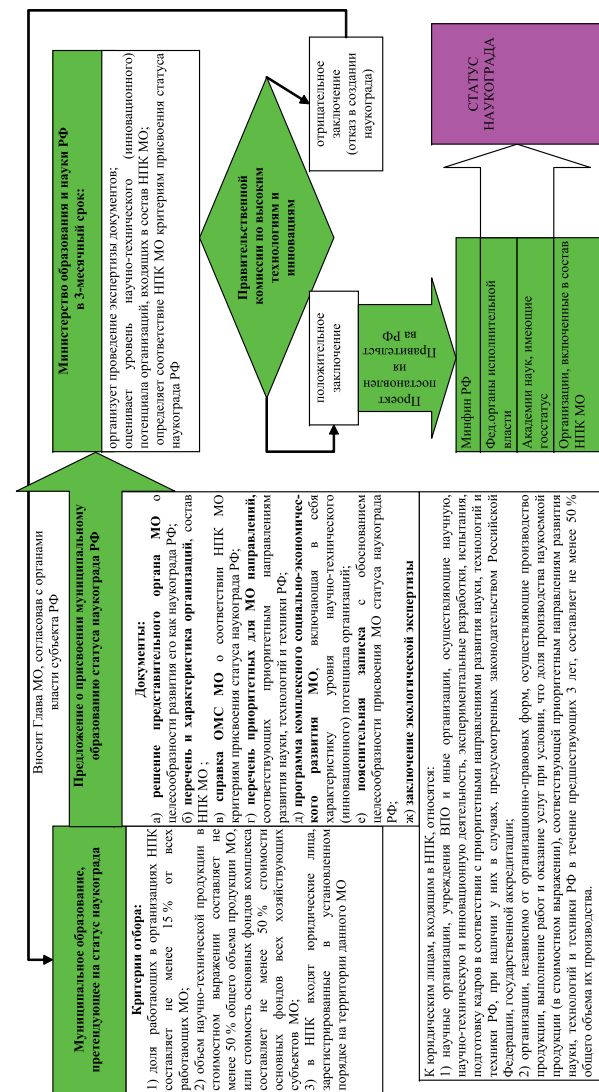 Вносит Глава МО, согласовав с органами
власти субъекта РФ
Муниципальное образование,
претендующее на статус наукограда
Критерии отбора:
1) доля работающих в организациях НПК
составляет не менее 15 % от всех
работающих МО;
2) объем научно-технической продукции в
стоимостном выражении составляет не
менее 50 % общего объема продукции МО,
или стоимость основных фондов комплекса
составляет не менее 50 % стоимости
основных фондов всех хозяйствующих
субъектов МО;
3) в НПК входят юридические лица,
зарегистрированные в установленном
порядке на территории данного МО
Предложение о присвоении муниципальному
образованию статуса наукограда РФ
Документы:
а) решение представительного органа МО о
целесообразности развития его как наукограда РФ;
б) перечень и характеристика организаций, состав
НПК МО ;
в) справка ОМС МО о соответствии НПК МО
критериям присвоения статуса наукограда РФ;
г) перечень приоритетных для МО направлений,
соответствующих приоритетным направлениям
развития науки, технологий и техники РФ;
д) программа комплексного социально-экономичес-
кого развития МО, включающая в себя
характеристику уровня научно-технического
(инновационного) потенциала организаций;
е) пояснительная записка с обоснованием
целесообразности присвоения МО статуса наукограда
РФ;
ж) заключение экологической экспертизы
Министерство образования и науки РФ
в 3-месячный срок:
организует проведение экспертизы документов;
оценивает уровень научно-технического (инновационного)
потенциала организаций, входящих в состав НПК МО;
определяет соответствие НПК МО критериям присвоения статуса
наукограда РФ
Правительственной
комиссии по высоким
технологиям и
инновациям
отрицательное
заключение
(отказ в создании
наукограда)
положительное
заключение
Проект
постановлен
ия
Правительст
ва РФ
Минфин РФ
Фед.органы исполнительной
власти
Академии наук, имеющие
госстатус
Организации, включенные в состав
НПК МО
СТАТУС
НАУКОГРАДА
К юридическим лицам, входящим в НПК, относятся:
1) научные организации, учреждения ВПО и иные организации, осуществляющие научную,
научно-техническую и инновационную деятельность, экспериментальные разработки, испытания,
подготовку кадров в соответствии с приоритетными направлениями развития науки, технологий и
техники РФ, при наличии у них в случаях, предусмотренных законодательством Российской
Федерации, государственной аккредитации;
2) организации, независимо от организационно-правовых форм, осуществляющие производство
продукции, выполнение работ и оказание услуг при условии, что доля производства наукоемкой
продукции (в стоимостном выражении), соответствующей приоритетным направлениям развития
науки, технологий и техники РФ в течение предшествующих 3 лет, составляет не менее 50 %
общего объема их производства.